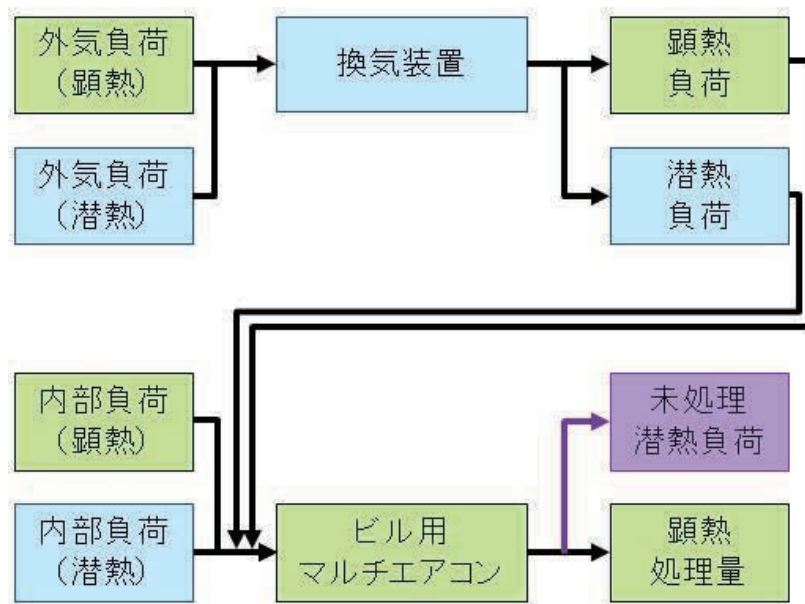 外気負荷
(顕熱)
換気装置
顕熱
負荷
外気負荷
(潜熱)
潜熱
負荷
内部負荷
(顕熱)
未処理
潜熱負荷
内部負荷
(潜熱)
ビル用
マルチエアコン
顕熱
処理量